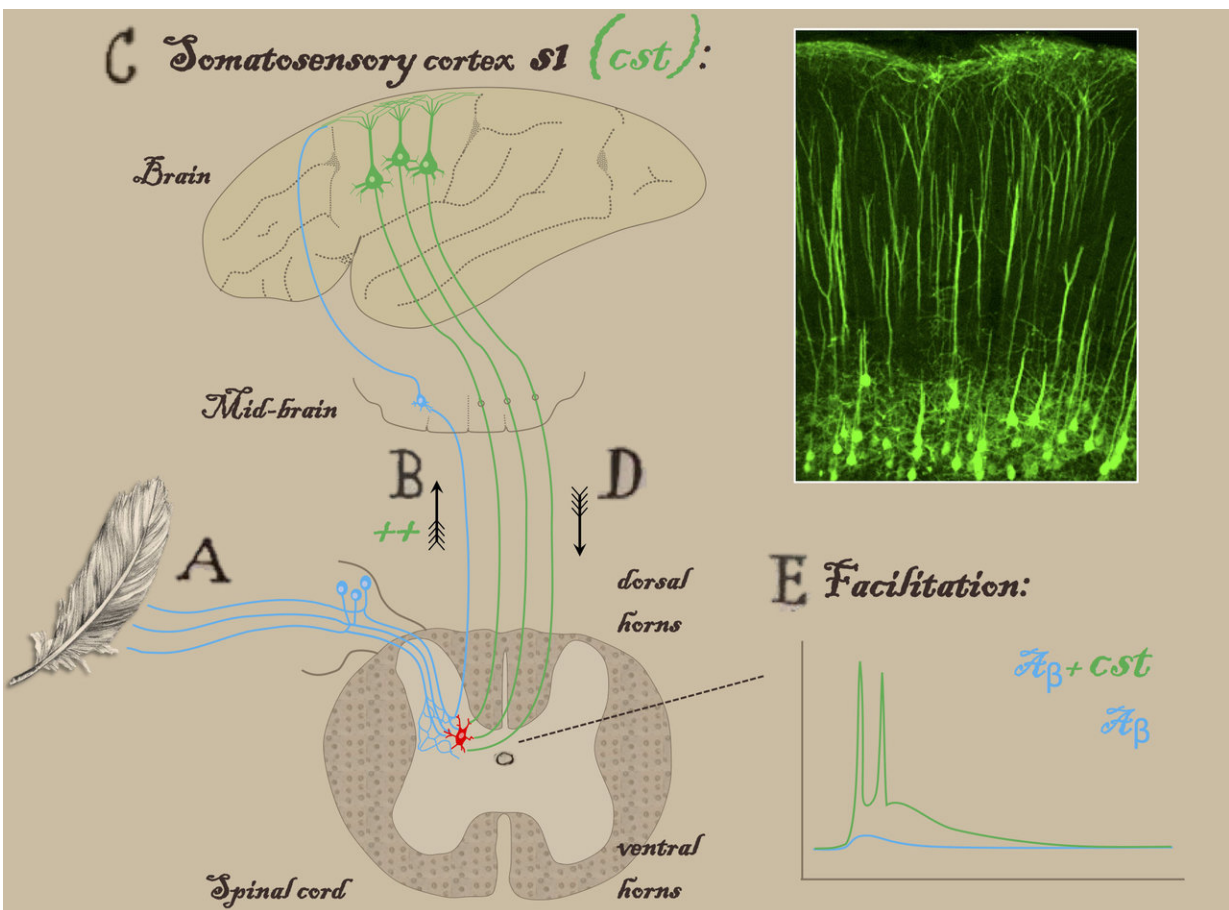 C Somatosensory cortex s1 (cst):
Brain
Mid-brain
B
++
D
A
dorsal
horns
E Facilitation:
Aβ + cst
Aβ
ventral
horns
Spinal cord